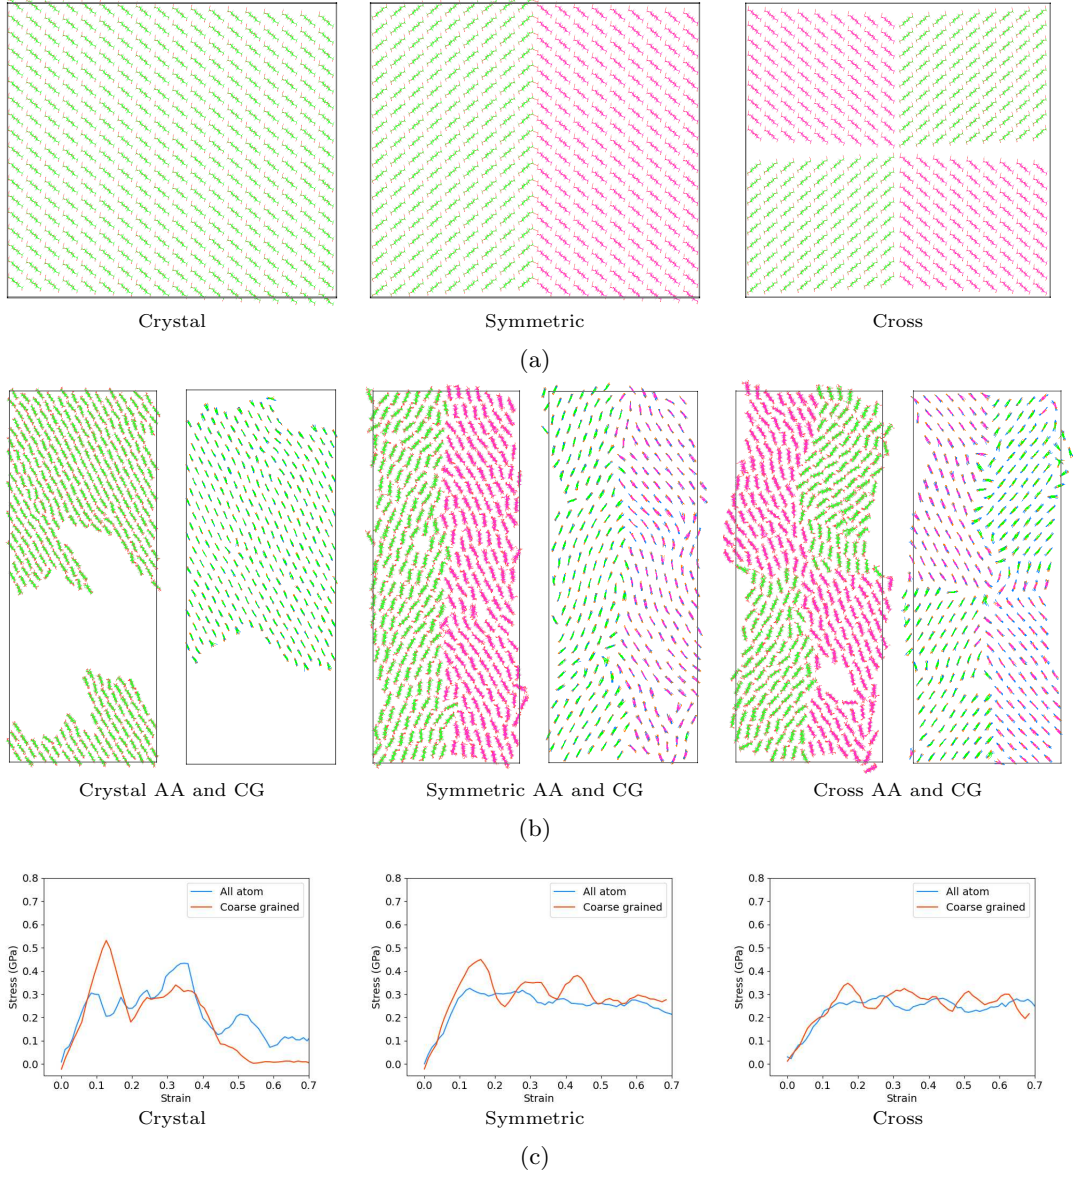 Crystal
Symmetric
Cross
(a)
Crystal AA and CG
Symmetric AA and CG
Cross AA and CG
(b)
0.8
0.7
0.6
0.5
0.4
0.3
0.2
0.1
0.0
Stress (GPa)
All atom
Coarse grained
0.0 0.1 0.2 0.3 0.4 0.5 0.6 0.7
Strain
Crystal
0.8
0.7
0.6
0.5
0.4
0.3
0.2
0.1
0.0
Stress (GPa)
All atom
Coarse grained
0.0 0.1 0.2 0.3 0.4 0.5 0.6 0.7
Strain
Symmetric
0.8
0.7
0.6
0.5
0.4
0.3
0.2
0.1
0.0
Stress (GPa)
All atom
Coarse grained
0.0 0.1 0.2 0.3 0.4 0.5 0.6 0.7
Strain
Cross
(c)